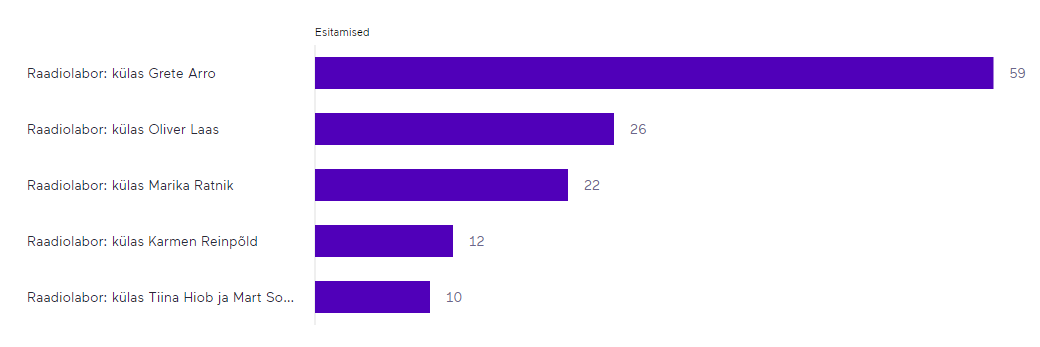 Esitamised
Raadiolabor: külas Grete Arro 59
Raadiolabor: külas Oliver Laas 26
Raadiolabor: külas Marika Ratnik 22
Raadiolabor: külas Karmen Reinpõld 12
Raadiolabor: külas Tiina Hiob ja Mart So... 10